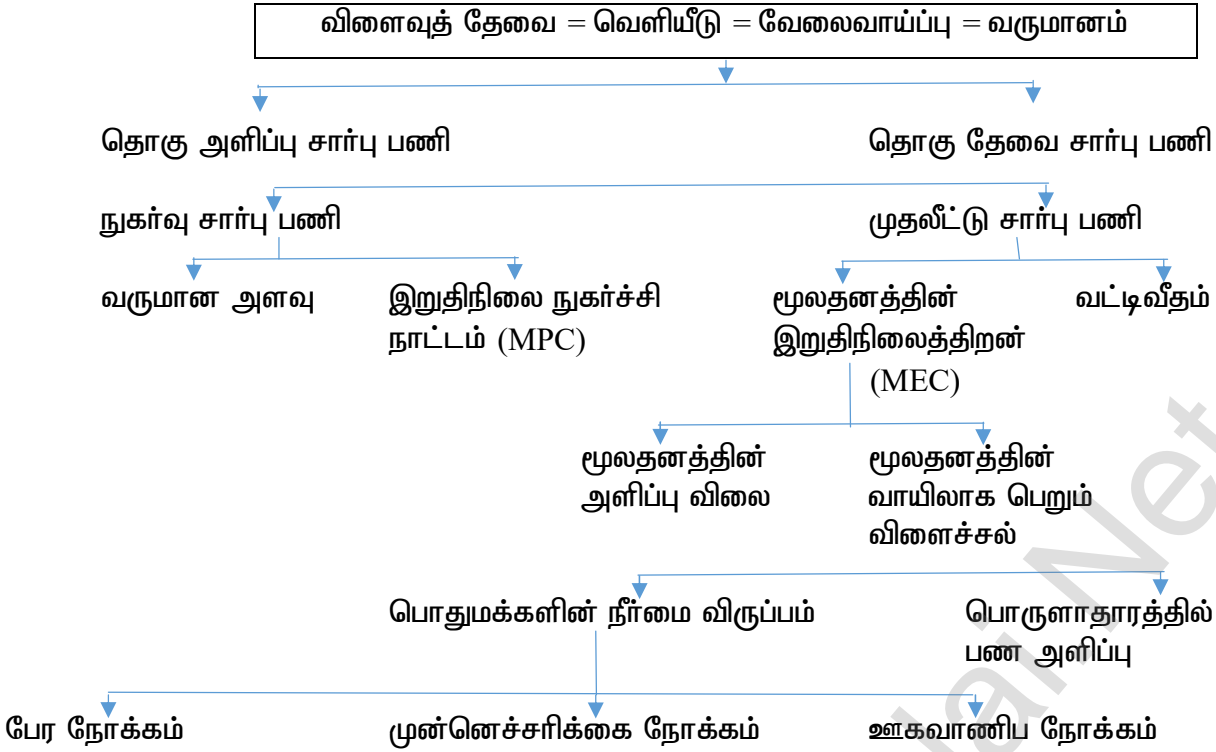 விளைவுத் தேவை = வெளியீடு = வேலைவாய்ப்பு = வருமானம்
தொகு அளிப்பு சார்பு பணி
தொகு தேவை சார்பு பணி
நுகர்வு சார்பு பணி
முதலீட்டு சார்பு பணி
வருமான அளவு
இறுதிநிலை நுகர்ச்சி
நாட்டம் (MPC)
மூலதனத்தின்
இறுதிநிலைத்திறன்
(MEC)
வட்டிவீதம்
மூலதனத்தின்
அளிப்பு விலை
மூலதனத்தின்
வாயிலாக பெறும்
விளைச்சல்
பொதுமக்களின் நீர்மை விருப்பம்
பொருளாதாரத்தில்
பண அளிப்பு
பேர நோக்கம்
முன்னெச்சரிக்கை நோக்கம்
ஊகவாணிப நோக்கம்